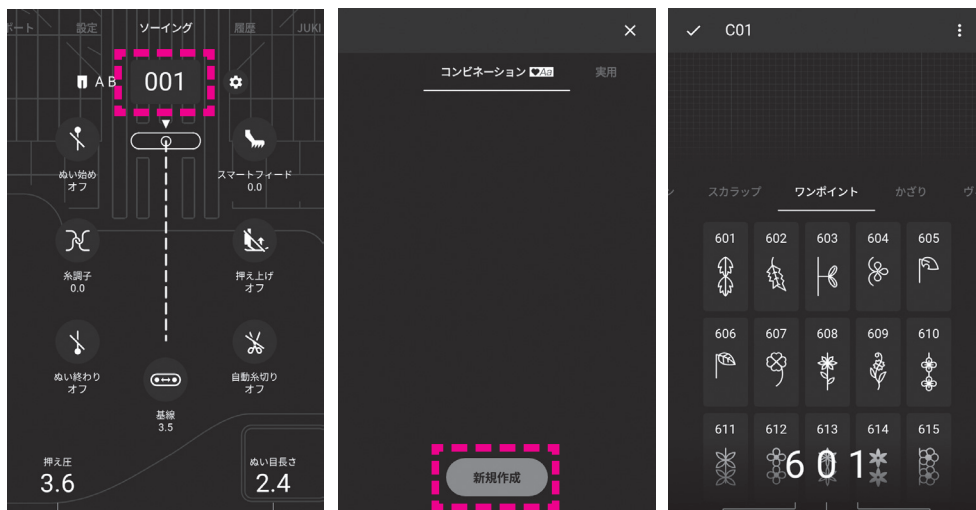 ポート 設定 ソーイング 履歴 JUKI
A B 001
ぬい始め
オフ
スマートフィード
0.0
糸調子
0.0
押え上げ
オフ
ぬい終わり
オフ
自動糸切り
オフ
基線
3.5
押え圧
3.6
ぬい目長さ
2.4
コンビネーション Aa 実用
新規作成
C01
ン スカラップ ワンポイント かざり ヴ
601 602 603 604 605
606 607 608 609 610
611 612 613 614 615
601